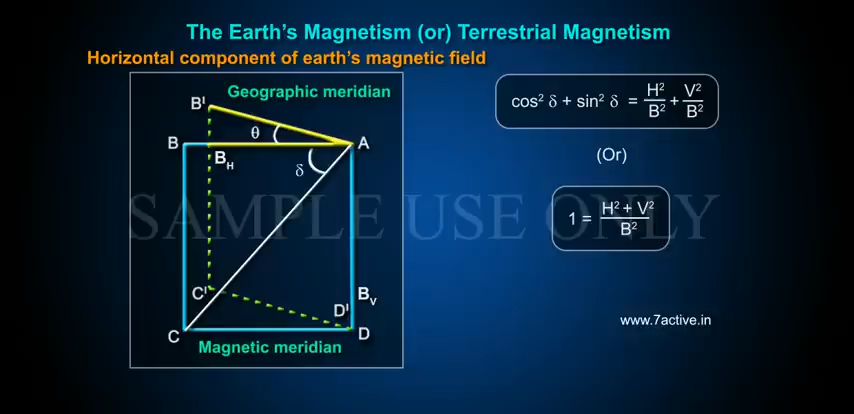 The Earth's Magnetism (or) Terrestrial Magnetism
Horizontal component of earth's magnetic field
B' Geographic meridian
θ
B A
B_H
δ
SAMPLE USE ONLY
C' B_V
D'
C D
Magnetic meridian
cos² δ + sin² δ = H²/B² + V²/B²
(Or)
1 = H² + V²/B²
www.7active.in